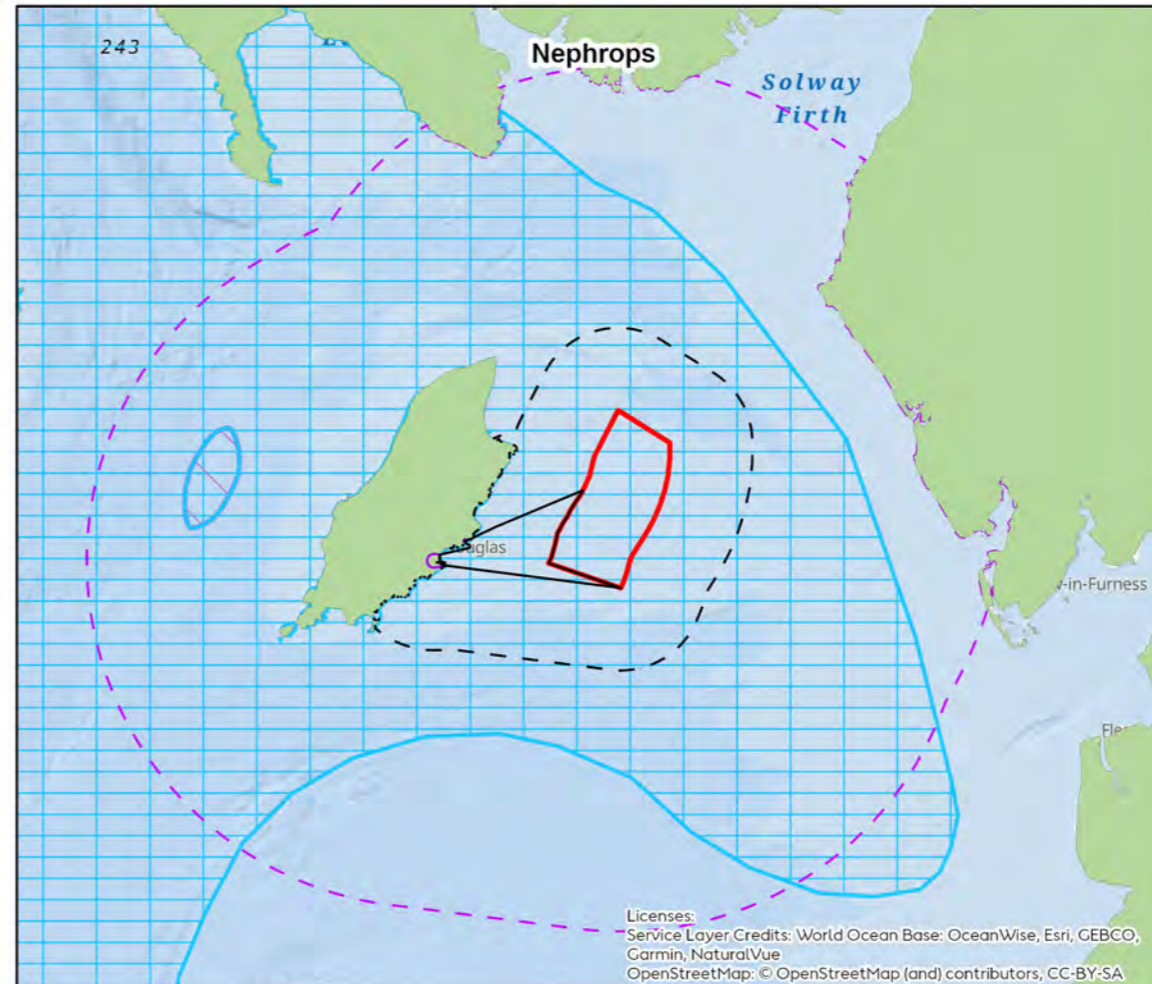 243
Nephrops
Solway
Firth
uglas
v-in-Furness
Fle
Licenses:
Service Layer Credits: World Ocean Base: OceanWise, Esri, GEBCO,
Garmin, NaturalVue
OpenStreetMap: © OpenStreetMap (and) contributors, CC-BY-SA